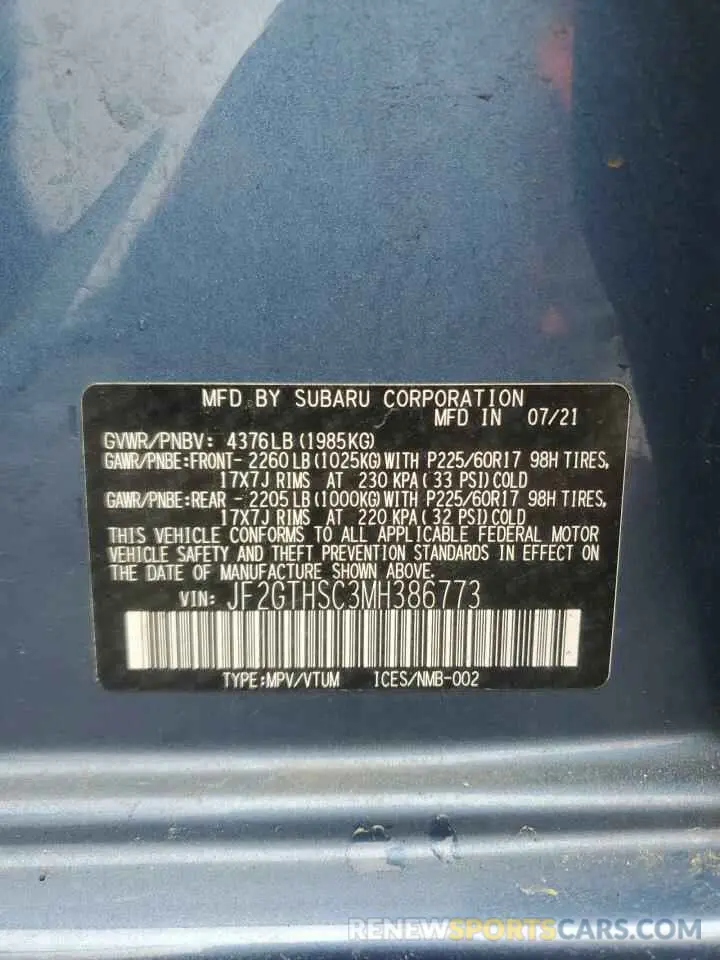 MFD BY SUBARU CORPORATION
MFD IN 07/21
GVWR/PNBV: 4376LB (1985KG)
GAWR/PNBE:FRONT- 2260LB (1025KG) WITH P225/60R17 98H TIRES,
17X7J RIMS AT 230 KPA ( 33 PSI) COLD
GAWR/PNBE:REAR - 2205LB (1000KG) WITH P225/60R17 98H TIRES,
17X7J RIMS AT 220 KPA ( 32 PSI) COLD
THIS VEHICLE CONFORMS TO ALL APPLICABLE FEDERAL MOTOR
VEHICLE SAFETY AND THEFT PREVENTION STANDARDS IN EFFECT ON
THE DATE OF MANUFACTURE SHOWN ABOVE.
VIN: JF2GTHSC3MH386773
TYPE:MPV/VTUM ICES/NMB-002
RENEWSPORTSCARS.COM